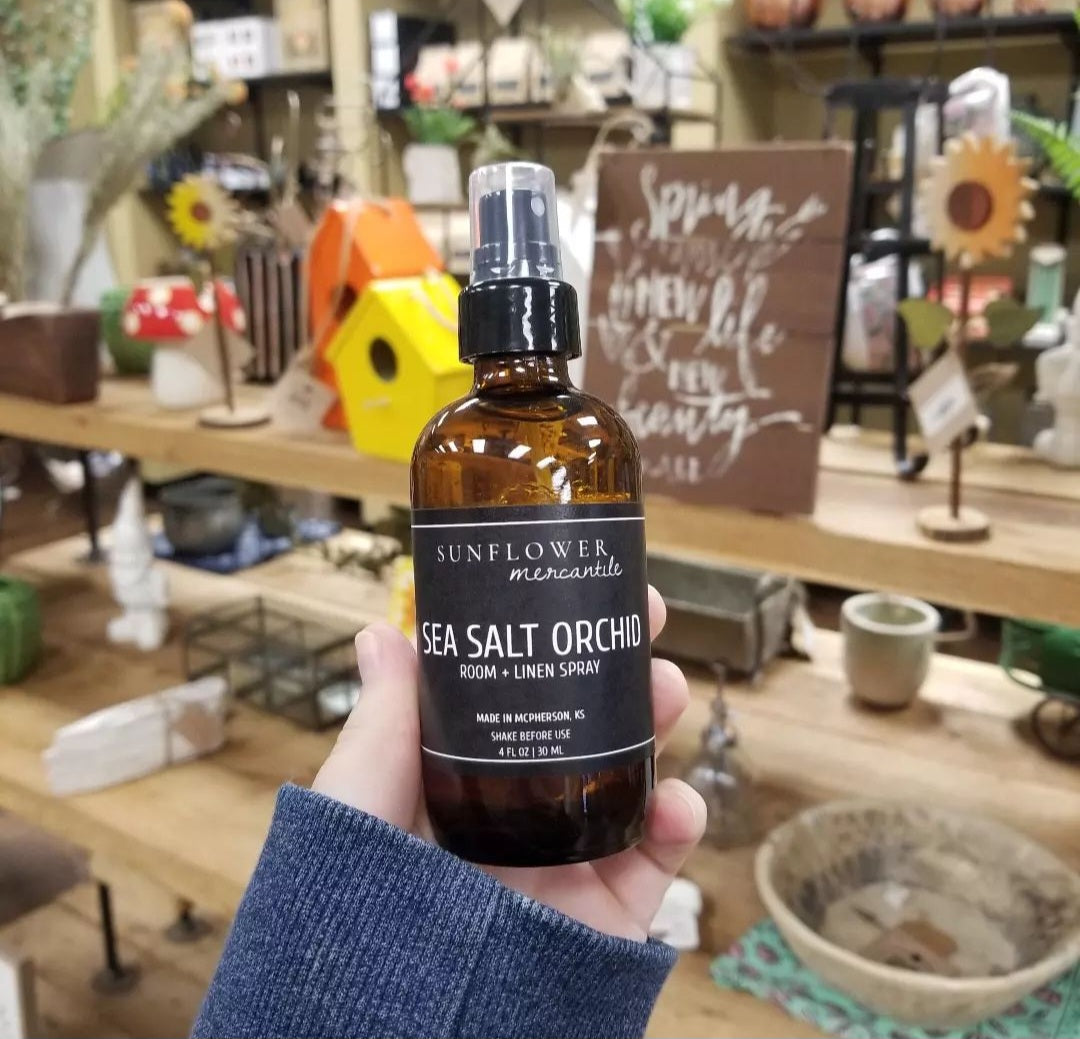 SUNFLOWER
mercantile
SEA SALT ORCHID
ROOM + LINEN SPRAY
MADE IN MCPHERSON, KS
SHAKE BEFORE USE
4 FL OZ | 30 ML
Spring
NEW life
& NEW
beauty